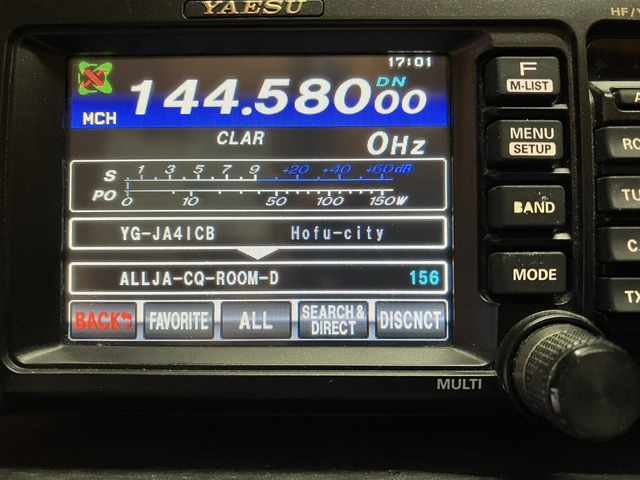 YAESU
HF/
17:01
MCH 144.58000 DN
CLAR 0Hz
S 1 3 5 7 9 +20 +40 +60dB
PO 0 10 50 100 150W
YG-JA4ICB Hofu-city
ALLJA-CQ-ROOM-D 156
BACK FAVORITE ALL SEARCH & DIRECT DISCNCT
F
M-LIST
MENU
SETUP
BAND
MODE
MULTI